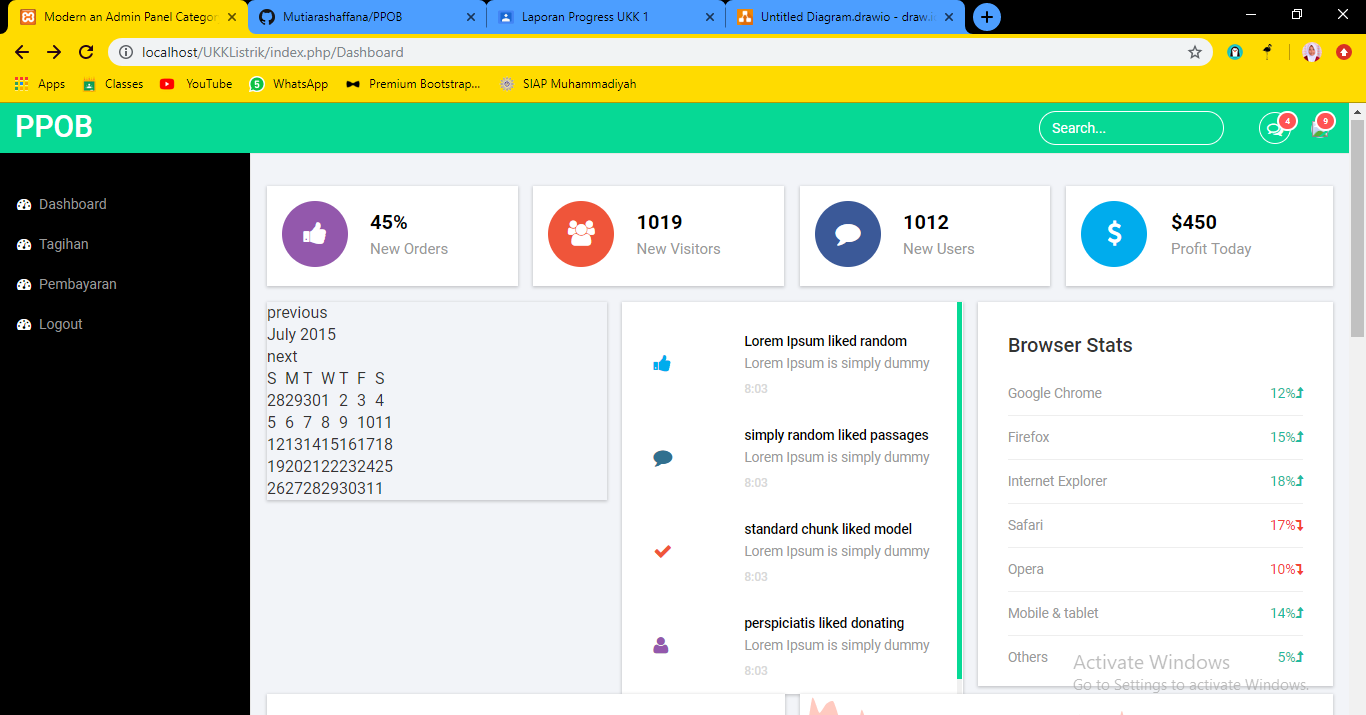 Modern an Admin Panel Categor
Mutiarashaffana/PPOB
Laporan Progress UKK 1
Untitled Diagram.drawio - draw.i
localhost/UKKListrik/index.php/Dashboard
Apps
Classes
YouTube
5
WhatsApp
Premium Bootstrap...
SIAP Muhammadiyah
PPOB
Search...
4
9
Dashboard
Tagihan
Pembayaran
Logout
45%
New Orders
1019
New Visitors
1012
New Users
$450
Profit Today
previous
July 2015
next
S M T W T F S
2829301 2 3 4
5 6 7 8 9 1011
12131415161718
19202122232425
2627282930311
Lorem Ipsum liked random
Lorem Ipsum is simply dummy
8:03
simply random liked passages
Lorem Ipsum is simply dummy
8:03
standard chunk liked model
Lorem Ipsum is simply dummy
8:03
perspiciatis liked donating
Lorem Ipsum is simply dummy
8:03
Browser Stats
Google Chrome 12%
Firefox 15%
Internet Explorer 18%
Safari 17%
Opera 10%
Mobile & tablet 14%
Others 5%
Activate Windows
Go to Settings to activate Windows.